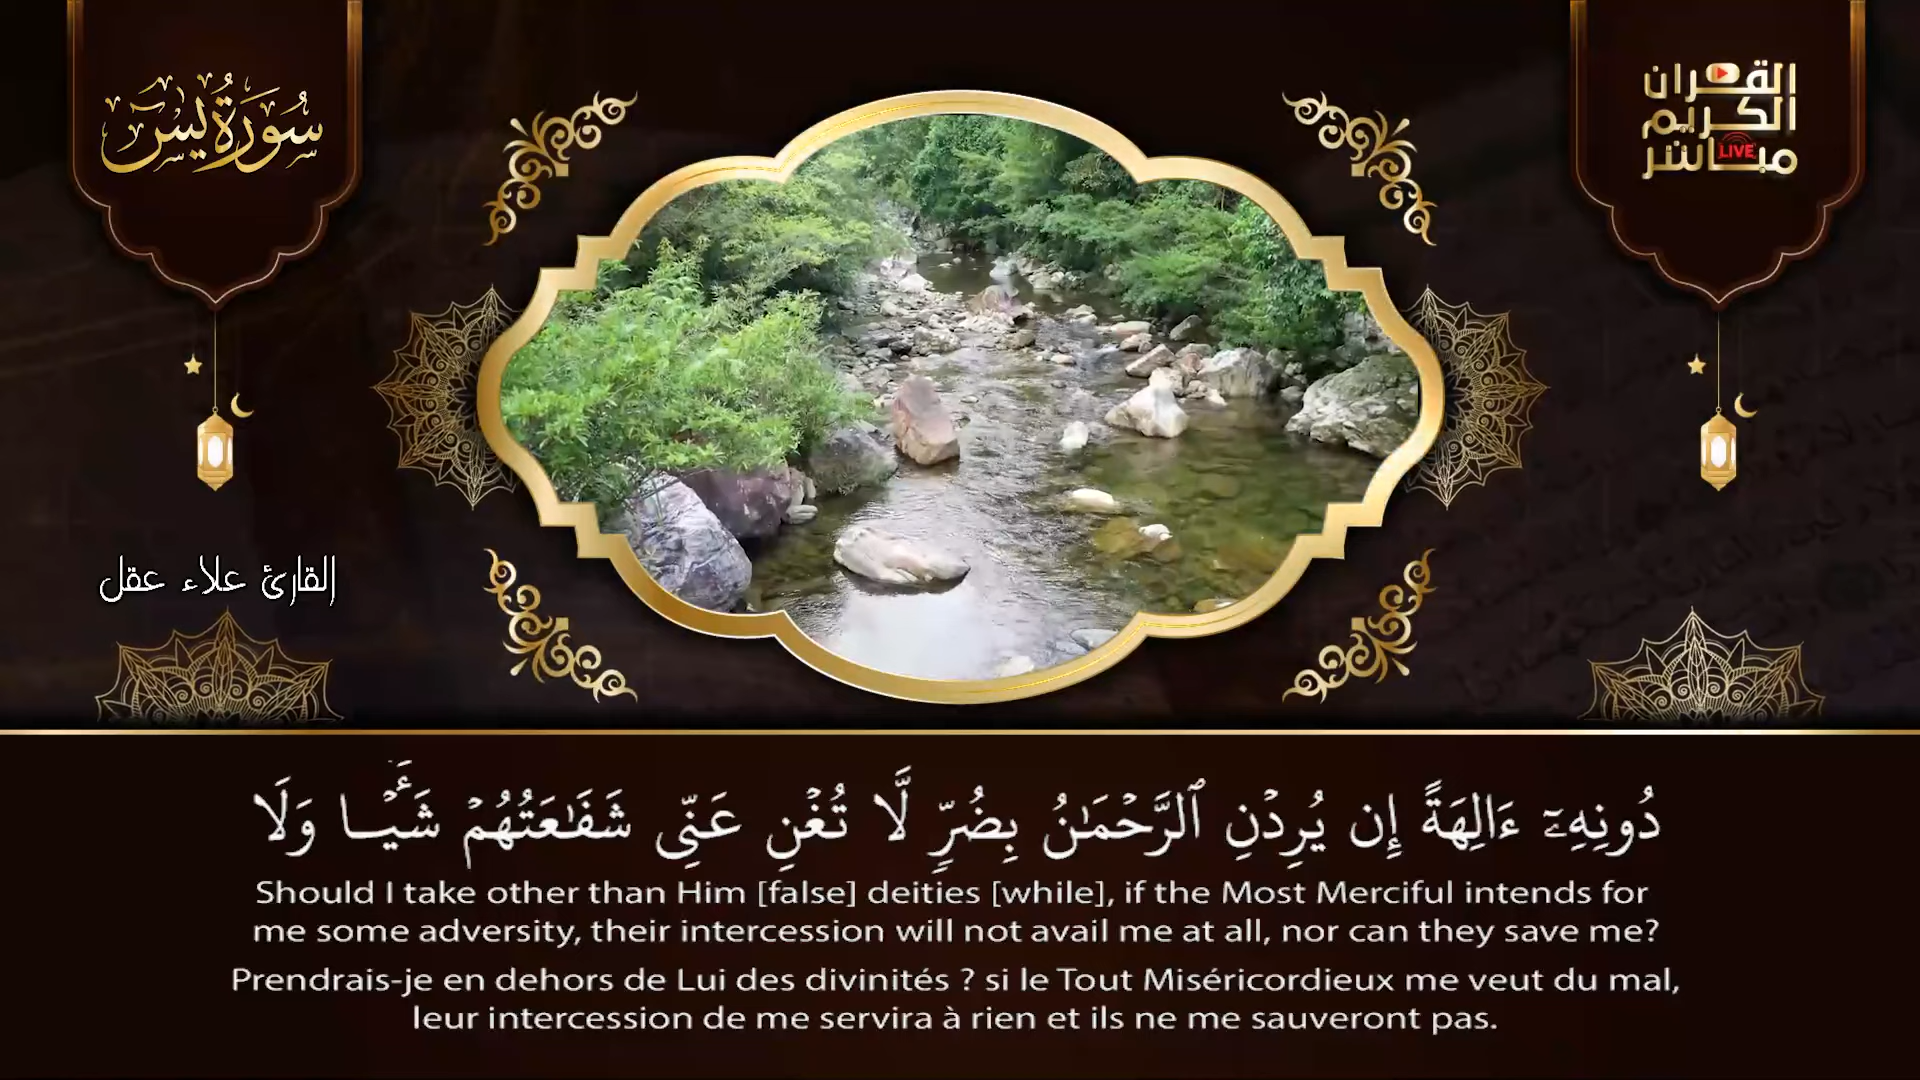 سُورَةُ يس
القرآن
الكريم
مباشر
LIVE
القارئ علاء عقل
دُونِهِۦٓ ءَالِهَةً إِن يُرِدْنِ ٱلرَّحْمَـٰنُ بِضُرٍّ لَّا تُغْنِ عَنِّى شَفَـٰعَتُهُمْ شَيْـًٔا وَلَا
Should I take other than Him [false] deities [while], if the Most Merciful intends for
me some adversity, their intercession will not avail me at all, nor can they save me?
Prendrais-je en dehors de Lui des divinités ? si le Tout Miséricordieux me veut du mal,
leur intercession de me servira à rien et ils ne me sauveront pas.